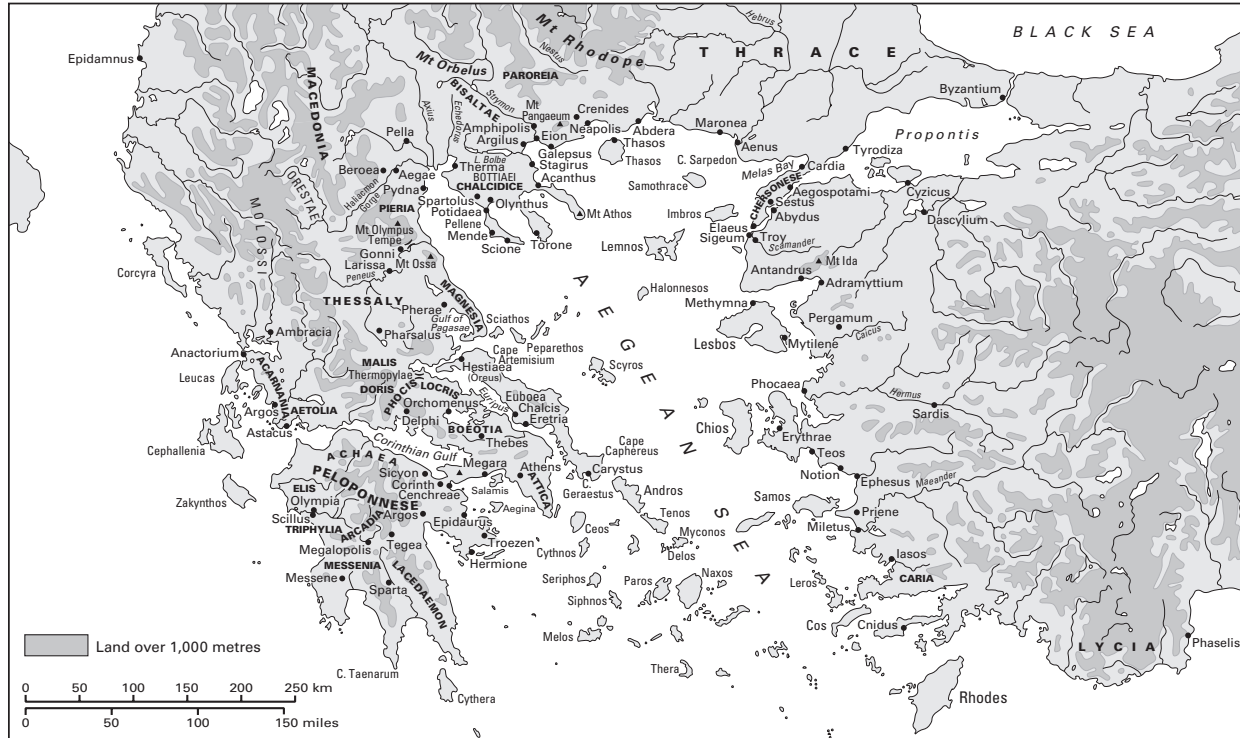 BLACK SEA
Epidamnus
Mt Rhodope
Hebrus
Nestus
THRACE
Mt Orbelus
PAROREIA
MACEDONIA
BISALTAE
Strymon
Axius
Echedorus
Mt
Pangaeum
Crenides
Neapolis
Abdera
Maronea
Byzantium
Propontis
Pella
Amphipolis
Argilus
Eion
Galepsus
Stagirus
Acanthus
Thasos
Thasos
Aenus
C. Sarpedon
Tyrodiza
Melas Bay
Cardia
CHERSONESE
Aegospotami
Sestus
Abydus
Cyzicus
Dascylium
Beroea
Aegae
Pydna
Therma
L. Bolbe
BOTTIAEI
CHALCIDICE
Spartolus
Olynthus
Potidaea
Pellene
Mende
Scione
Torone
Mt Athos
Samothrace
Imbros
Elaeus
Sigeum
Troy
Scamander
Lemnos
ORESTAE
Haliacmon
Gorge
PIERIA
Mt Olympus
Tempe
Gonni
Larissa
Mt Ossa
Peneus
MOLOSI
Corcyra
Mt Ida
Antandrus
Adramyttium
Halonnesos
Methymna
Pergamum
Caicus
Lesbos
Mytilene
THESSALY
MAGNESIA
Pherae
Gulf of
Pagasae
Sciathos
Pharsalus
Ambracia
Anactorium
Cape
Artemisium
Peparethos
Scyros
AEGEAN SEA
MALIS
Thermopylae
Hestiaea
(Oreus)
Leucas
ACARNANIA
DORIS
PHOCIS
LOCRIS
Euripus
Euboea
Chalcis
Eretria
Phocaea
Hermus
Sardis
Argos
AETOLIA
Astacus
Orchomenus
Delphi
BOEOTIA
Thebes
Chios
Erythrae
Teos
Notion
Ephesus
Maeander
Cephallenia
Corinthian Gulf
ACHAEA
Cape
Caphereus
Sicyon
Megara
Athens
Carystus
PELOPONNESE
Corinth
Cenchreae
Salamis
ATTICA
C.
Geraestus
Andros
Samos
Zakynthos
ELIS
Olympia
Scillus
Aegina
Tenos
Priene
TRIPHYLIA
ARCADIA
Argos
Epidaurus
Ceos
Myconos
Miletus
Megalopolis
Tegea
Troezen
Hermione
Cythnos
Delos
Iasos
MESSENIA
Messene
Sparta
LACEDAEMON
Seriphos
Paros
Naxos
Leros
CARIA
Siphnos
Melos
Cos
Cnidus
LYCIA
Phaselis
Land over 1,000 metres
C. Taenarum
Thera
Cythera
Rhodes
0 50 100 150 200 250 km
0 50 100 150 miles